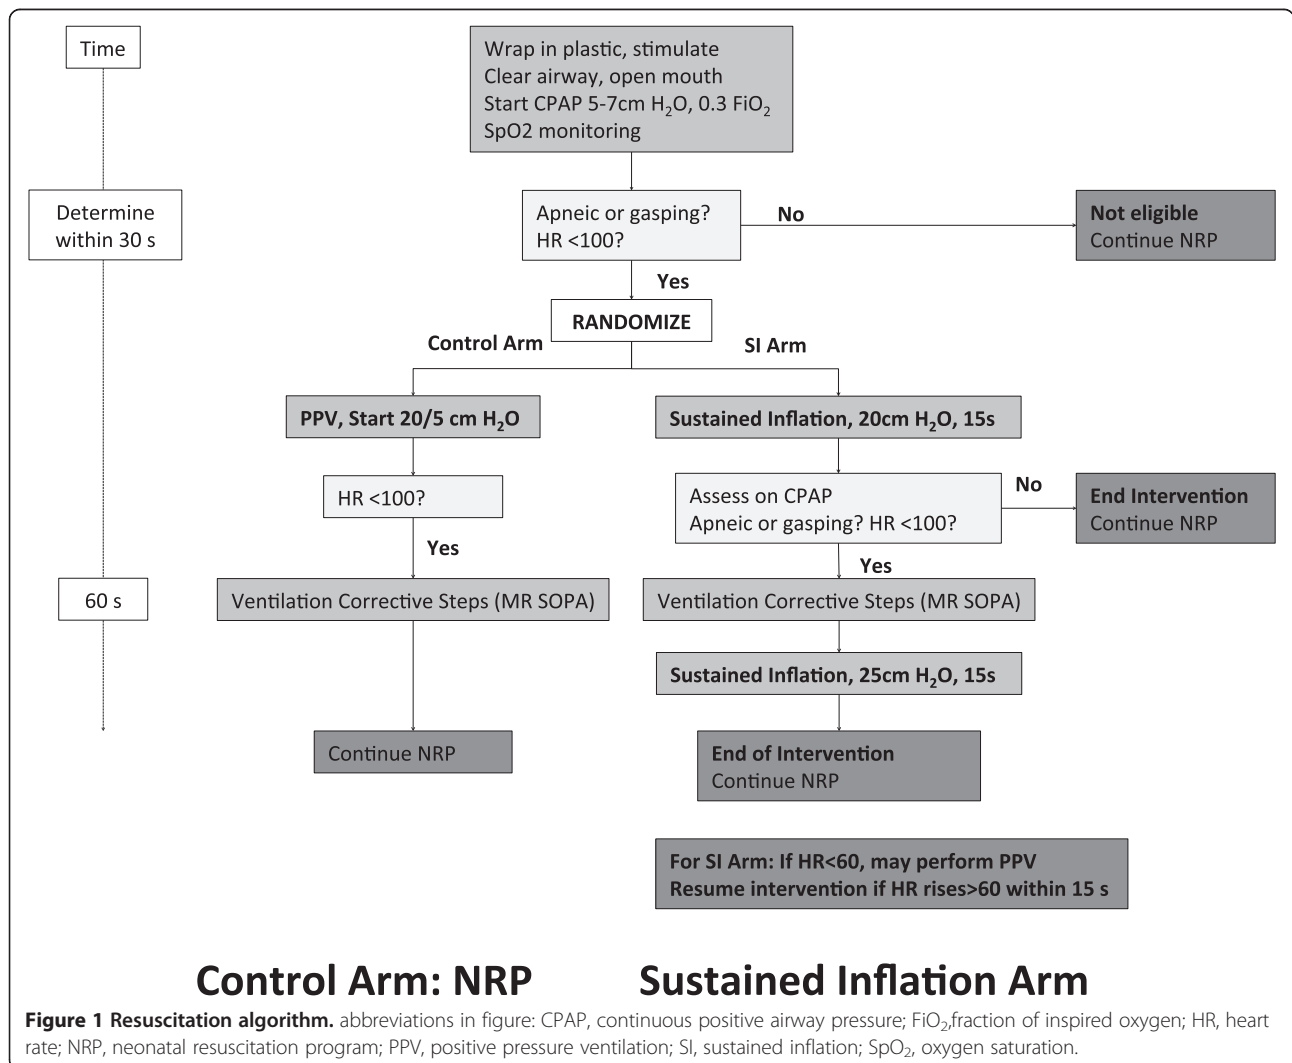 Time
Wrap in plastic, stimulate
Clear airway, open mouth
Start CPAP 5-7cm H₂O, 0.3 FiO₂
SpO2 monitoring
Determine
within 30 s
Apneic or gasping?
HR <100?
No
Not eligible
Continue NRP
Yes
RANDOMIZE
Control Arm
SI Arm
PPV, Start 20/5 cm H₂O
Sustained Inflation, 20cm H₂O, 15s
HR <100?
Assess on CPAP
Apneic or gasping? HR <100?
No
End Intervention
Continue NRP
Yes
Yes
60 s
Ventilation Corrective Steps (MR SOPA)
Ventilation Corrective Steps (MR SOPA)
Sustained Inflation, 25cm H₂O, 15s
Continue NRP
End of Intervention
Continue NRP
For SI Arm: If HR<60, may perform PPV
Resume intervention if HR rises>60 within 15 s
Control Arm: NRP
Sustained Inflation Arm
Figure 1 Resuscitation algorithm. abbreviations in figure: CPAP, continuous positive airway pressure; FiO₂,fraction of inspired oxygen; HR, heart
rate; NRP, neonatal resuscitation program; PPV, positive pressure ventilation; SI, sustained inflation; SpO₂, oxygen saturation.